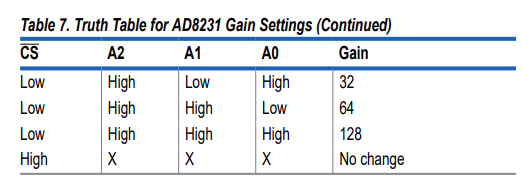 Table 7. Truth Table for AD8231 Gain Settings (Continued)
C̅S̅ A2 A1 A0 Gain
Low High Low High 32
Low High High Low 64
Low High High High 128
High X X X No change